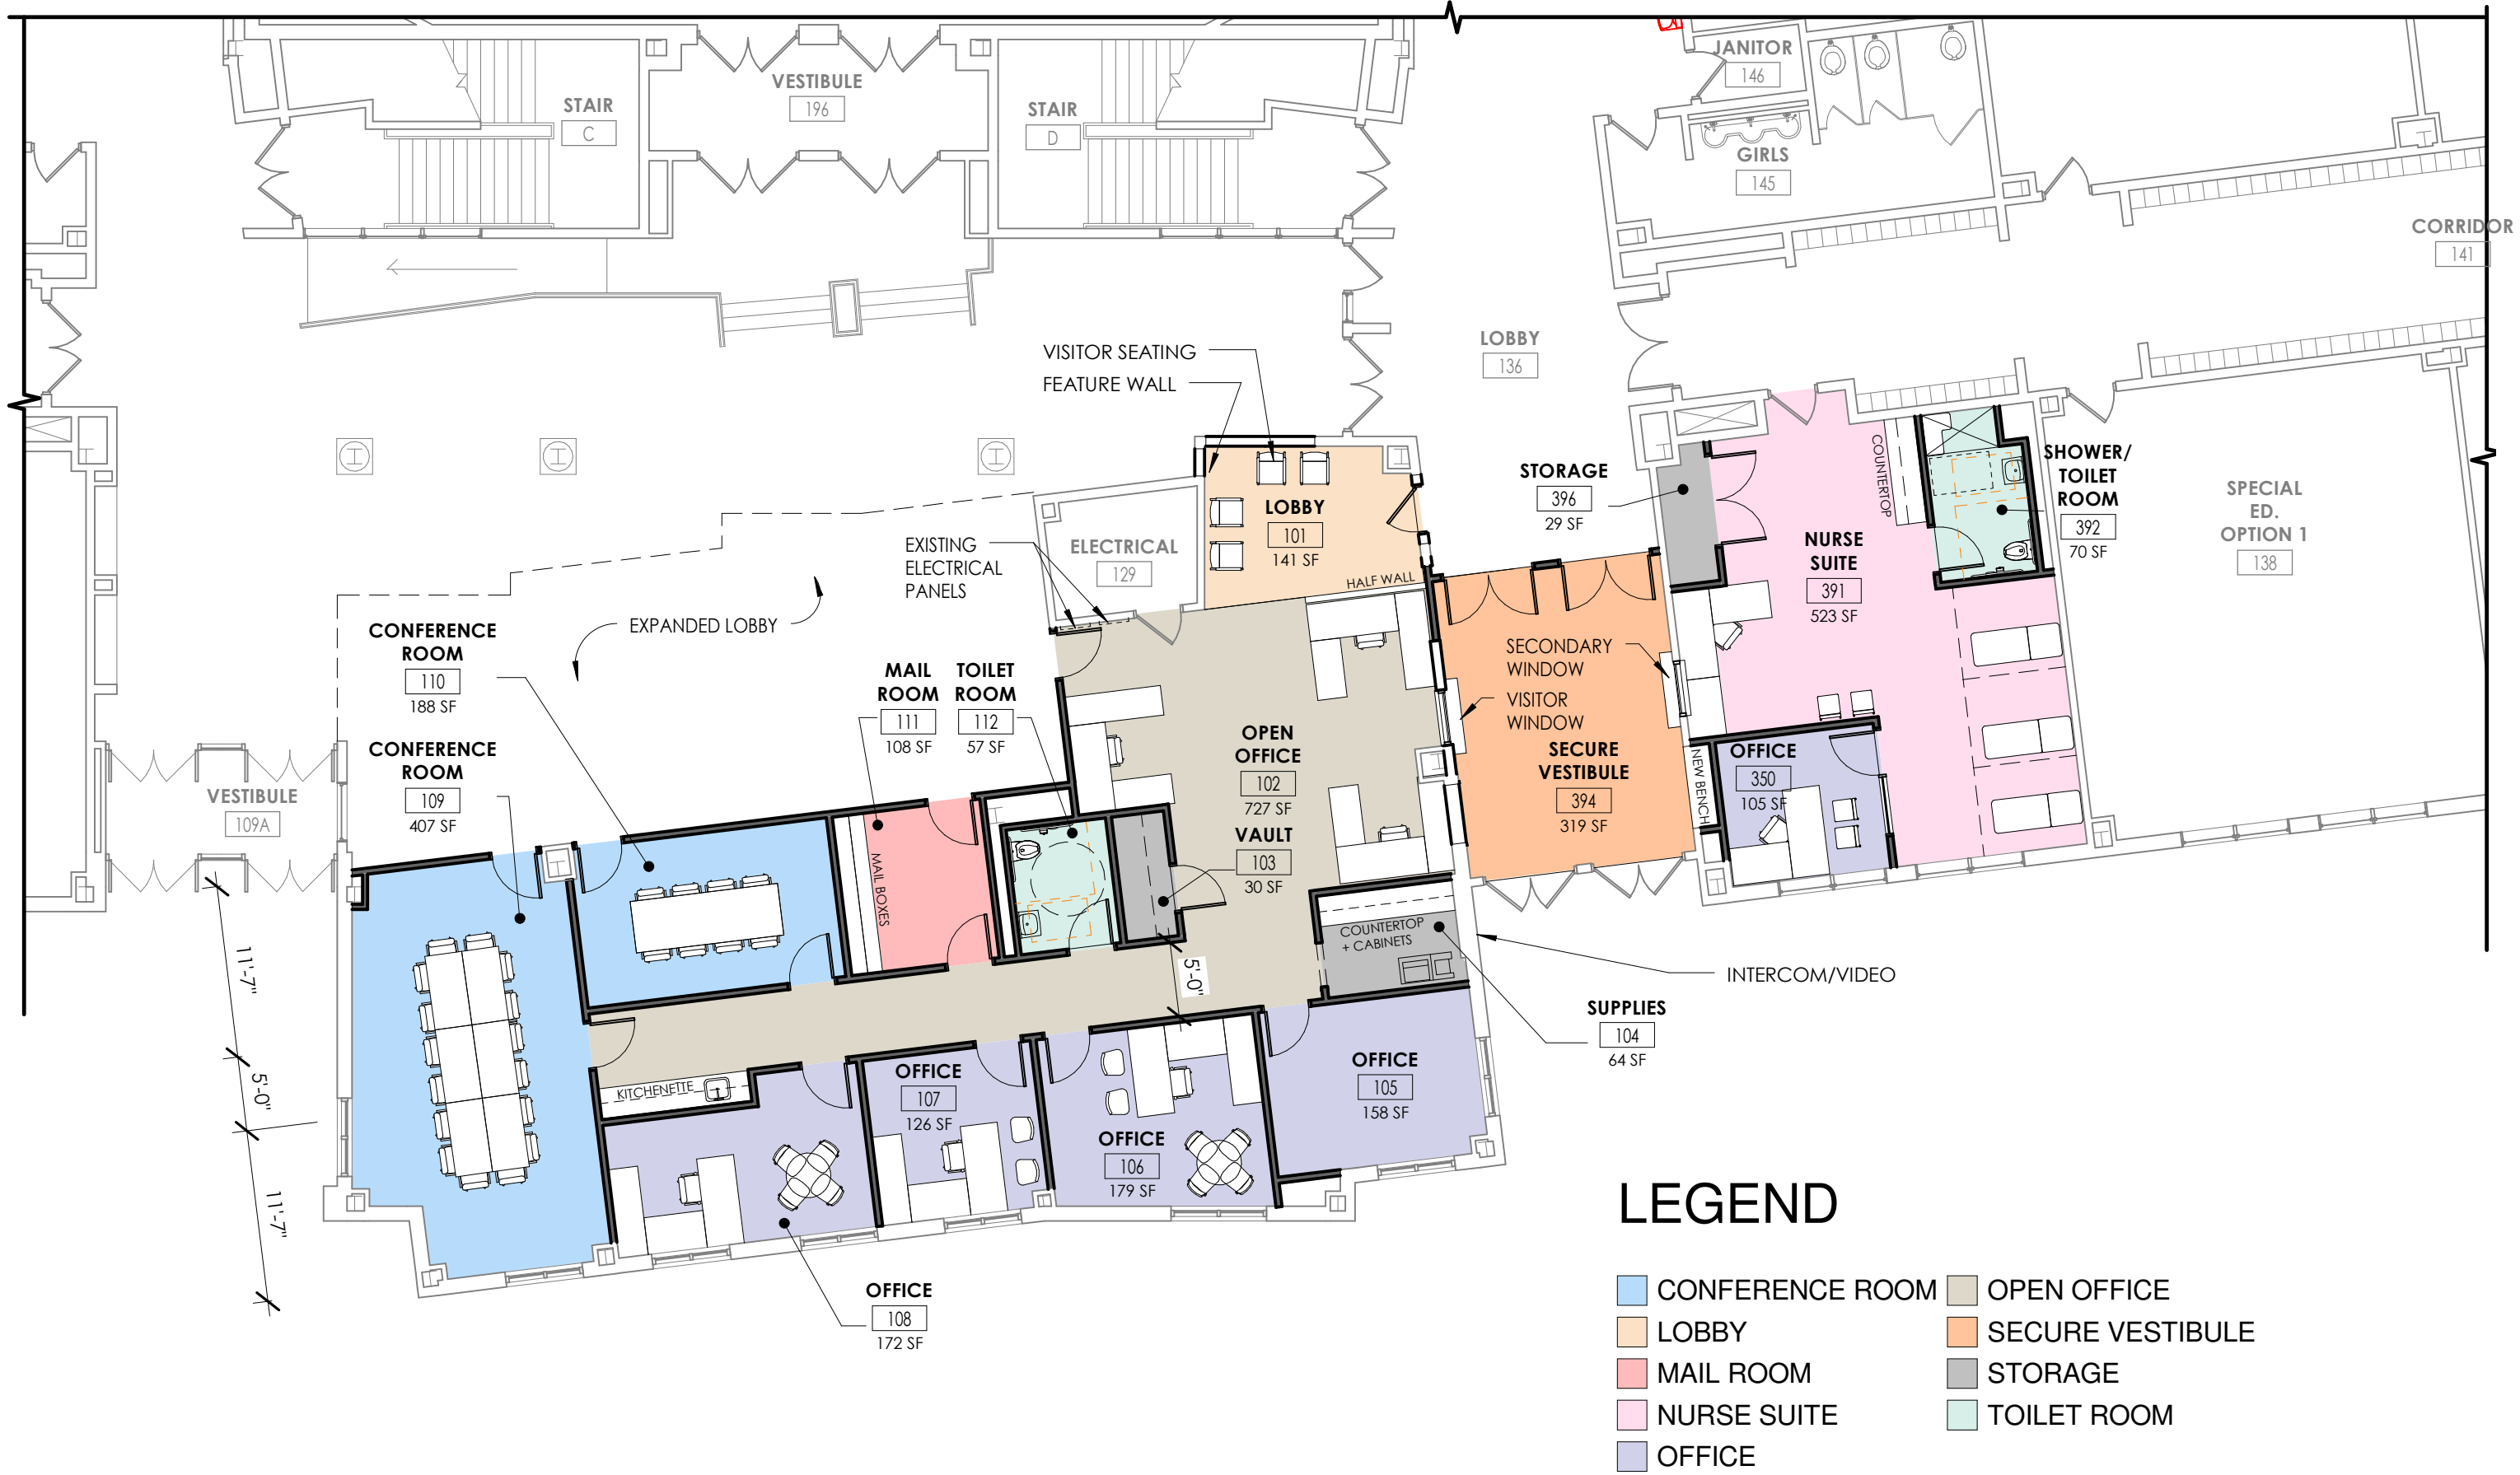 JANITOR
146
VESTIBULE
196
STAIR
C
STAIR
D
GIRLS
145
CORRIDOR
141
LOBBY
136
VISITOR SEATING
FEATURE WALL
STORAGE
396
29 SF
COUNTERTOP
SHOWER/
TOILET
ROOM
392
70 SF
SPECIAL
ED.
OPTION 1
138
LOBBY
101
141 SF
HALF WALL
ELECTRICAL
129
EXISTING
ELECTRICAL
PANELS
NURSE
SUITE
391
523 SF
EXPANDED LOBBY
CONFERENCE
ROOM
110
188 SF
MAIL
ROOM
111
108 SF
TOILET
ROOM
112
57 SF
SECONDARY
WINDOW
VISITOR
WINDOW
OPEN
OFFICE
102
727 SF
SECURE
VESTIBULE
394
319 SF
NEW BENCH
OFFICE
350
105 SF
CONFERENCE
ROOM
109
407 SF
VESTIBULE
109A
VAULT
103
30 SF
MAIL BOXES
COUNTERTOP
+ CABINETS
5'-0"
INTERCOM/VIDEO
11'-7"
5'-0"
11'-7"
SUPPLIES
104
64 SF
KITCHENETTE
OFFICE
107
126 SF
OFFICE
106
179 SF
OFFICE
105
158 SF
OFFICE
108
172 SF
LEGEND
CONFERENCE ROOM
LOBBY
MAIL ROOM
NURSE SUITE
OFFICE
OPEN OFFICE
SECURE VESTIBULE
STORAGE
TOILET ROOM